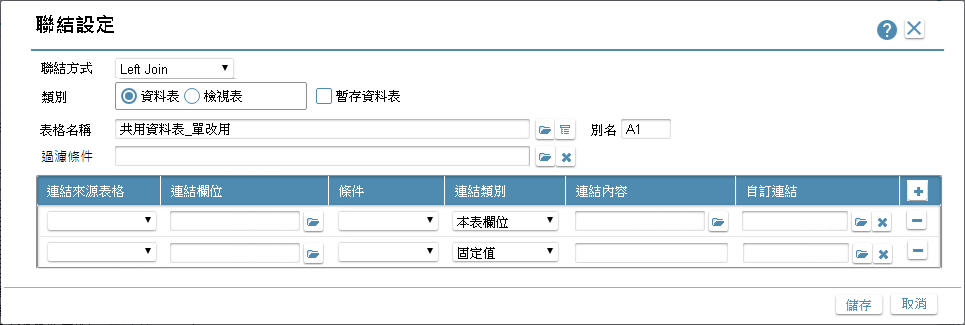 聯結設定
聯結方式 Left Join
類別 資料表 檢視表 暫存資料表
表格名稱 共用資料表_單改用 別名 A1
過濾條件
連結來源表格 連結欄位 條件 連結類別 連結內容 自訂連結
本表欄位
固定值
儲存 取消